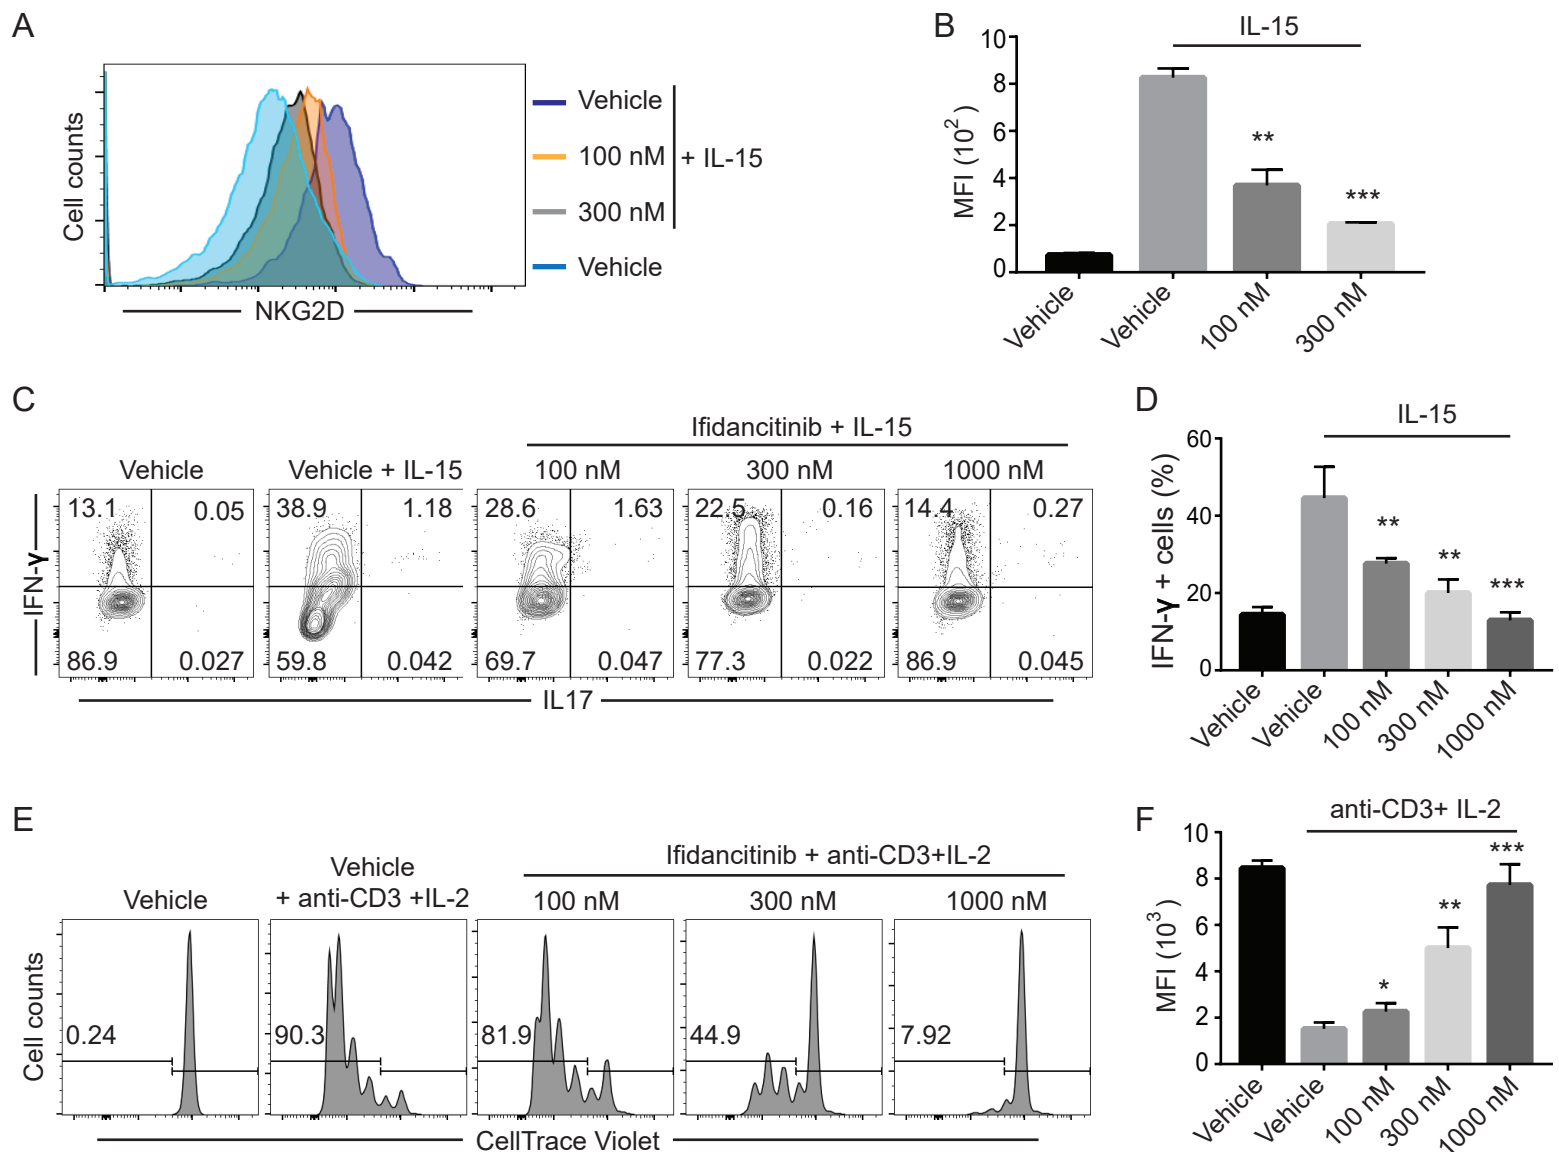 A
Cell counts
NKG2D
Vehicle
100 nM
300 nM
+ IL-15
Vehicle
B
IL-15
MFI (10²)
10
8
6
4
2
0
Vehicle
Vehicle
100 nM
300 nM
C
Ifidancitinib + IL-15
Vehicle
Vehicle + IL-15
100 nM
300 nM
1000 nM
IFN-γ
13.1 0.05
86.9 0.027
38.9 1.18
59.8 0.042
28.6 1.63
69.7 0.047
22.5 0.16
77.3 0.022
14.4 0.27
86.9 0.045
IL17
D
IL-15
IFN-γ + cells (%)
60
40
20
0
**
**
***
Vehicle
Vehicle
100 nM
300 nM
1000 nM
**
***
E
Ifidancitinib + anti-CD3+IL-2
Vehicle
Vehicle
+ anti-CD3 +IL-2
100 nM
300 nM
1000 nM
Cell counts
0.24
90.3
81.9
44.9
7.92
CellTrace Violet
F
anti-CD3+ IL-2
MFI (10³)
10
8
6
4
2
0
*
**
***
Vehicle
Vehicle
100 nM
300 nM
1000 nM